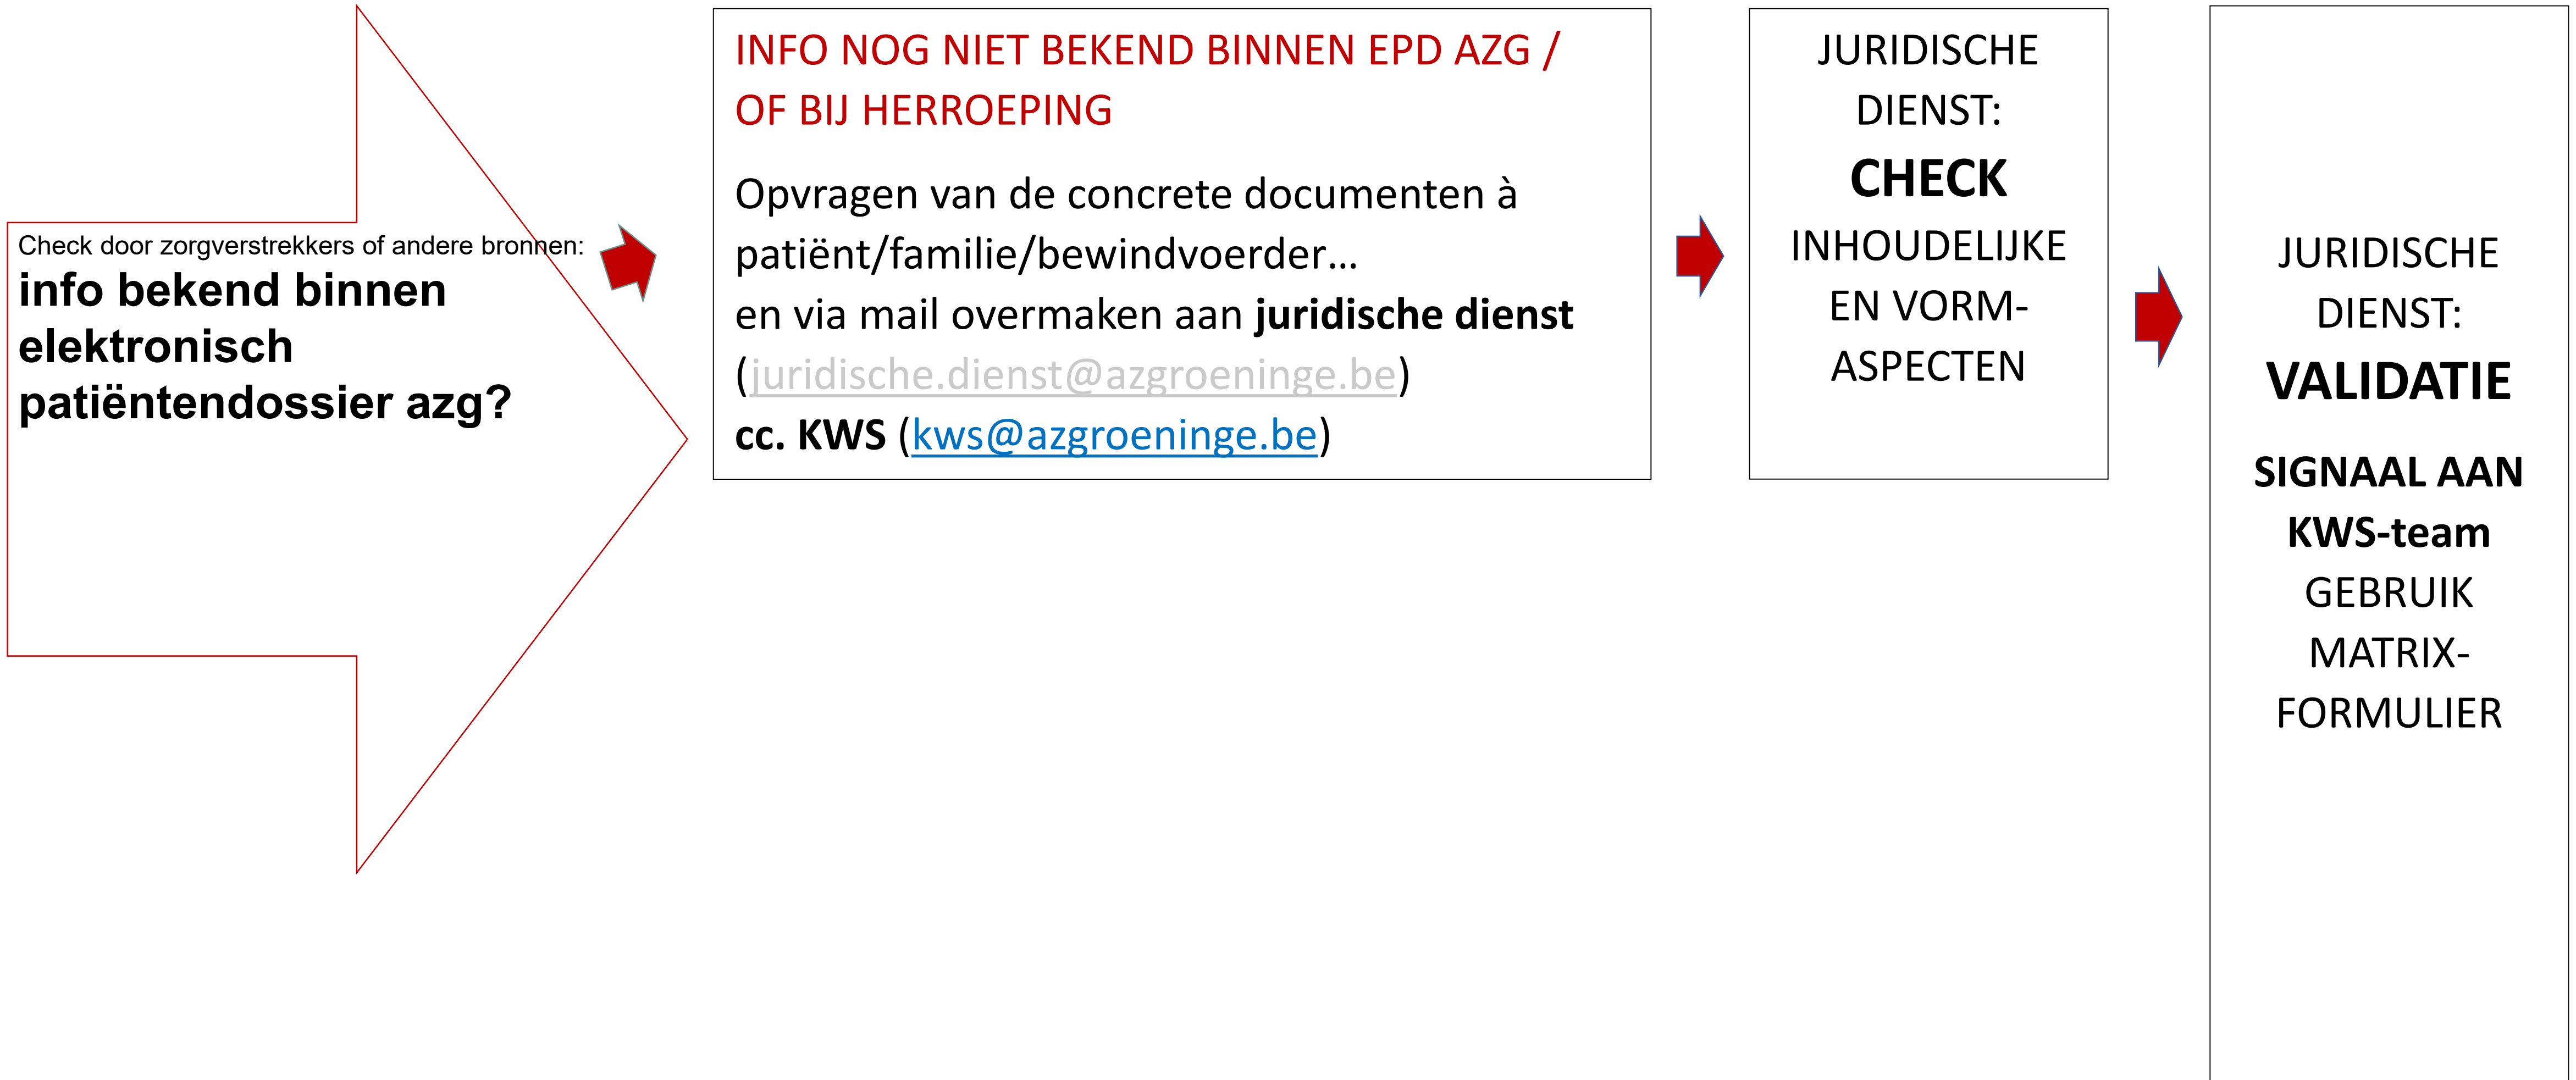 Check door zorgverstrekkers of andere bronnen:
info bekend binnen
elektronisch
patiëntendossier azg?
INFO NOG NIET BEKEND BINNEN EPD AZG /
OF BIJ HERROEPING
Opvragen van de concrete documenten à
patiënt/familie/bewindvoerder…
en via mail overmaken aan juridische dienst
(juridische.dienst@azgroeninge.be)
cc. KWS (kws@azgroeninge.be)
JURIDISCHE
DIENST:
CHECK
INHOUDELIJKE
EN VORM-
ASPECTEN
JURIDISCHE
DIENST:
VALIDATIE
SIGNAAL AAN
KWS-team
GEBRUIK
MATRIX-
FORMULIER